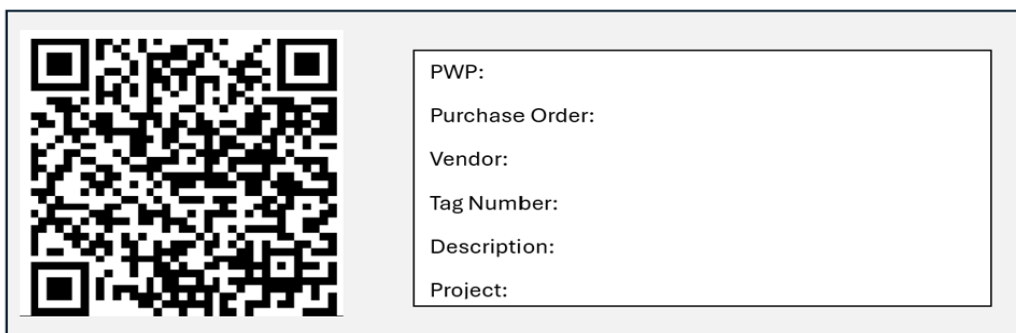 PWP:
Purchase Order:
Vendor:
Tag Number:
Description:
Project: